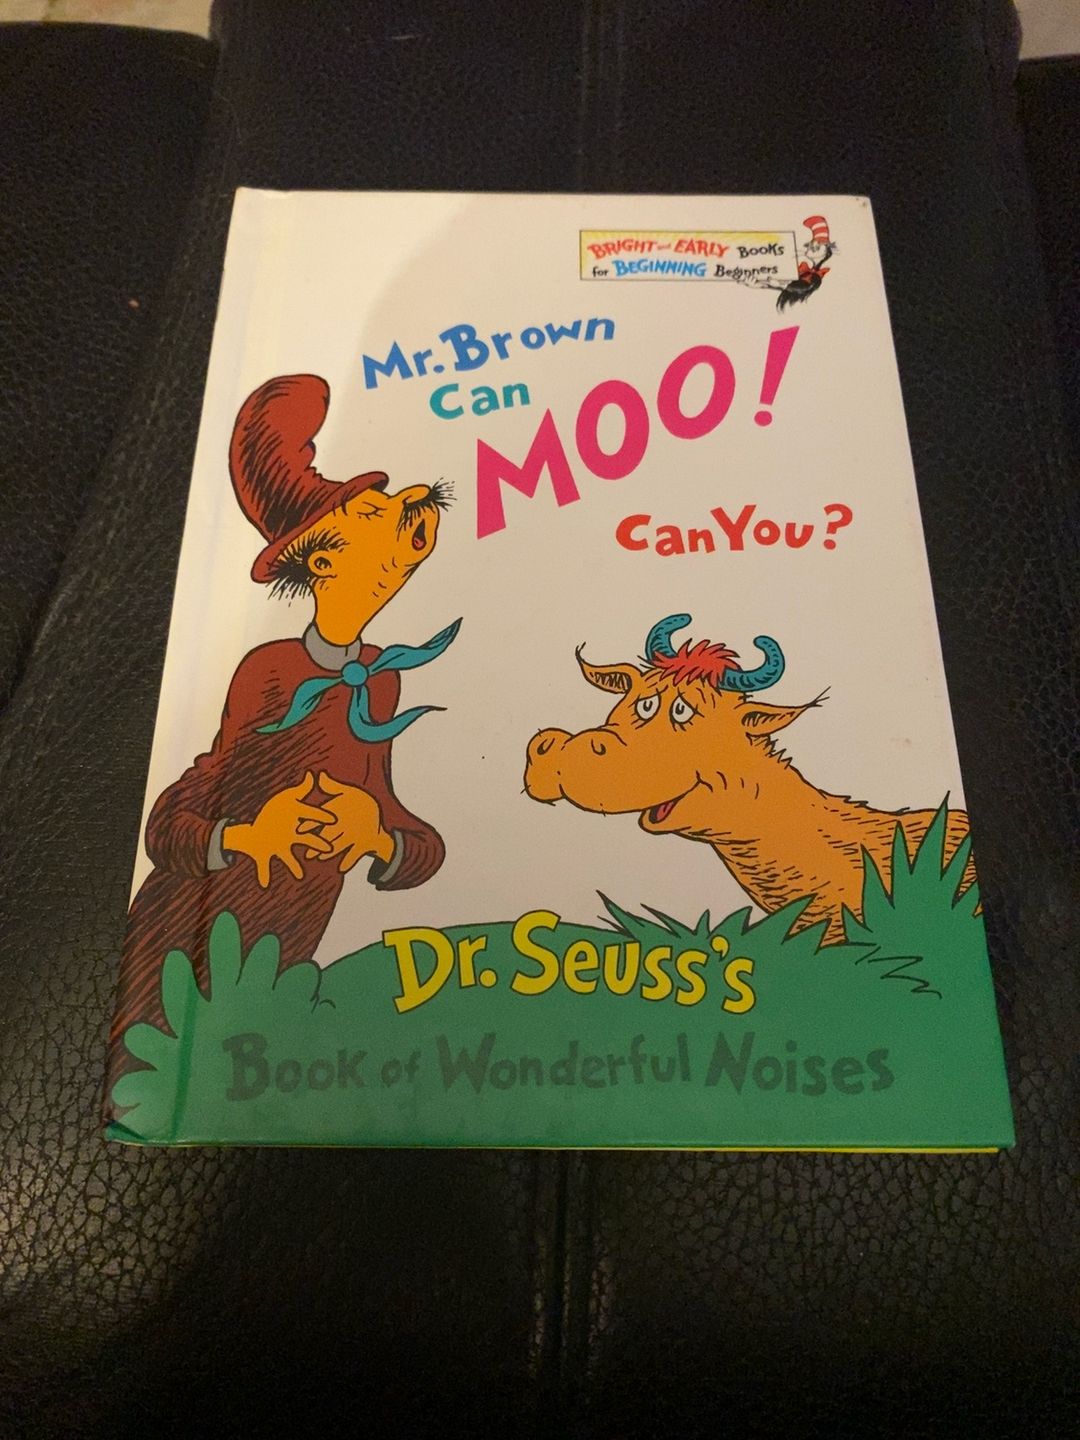 BRIGHT and EARLY Books
for BEGINNING Beginners
Mr. Brown
Can
MOO!
Can You?
Dr. Seuss's
Book of Wonderful Noises